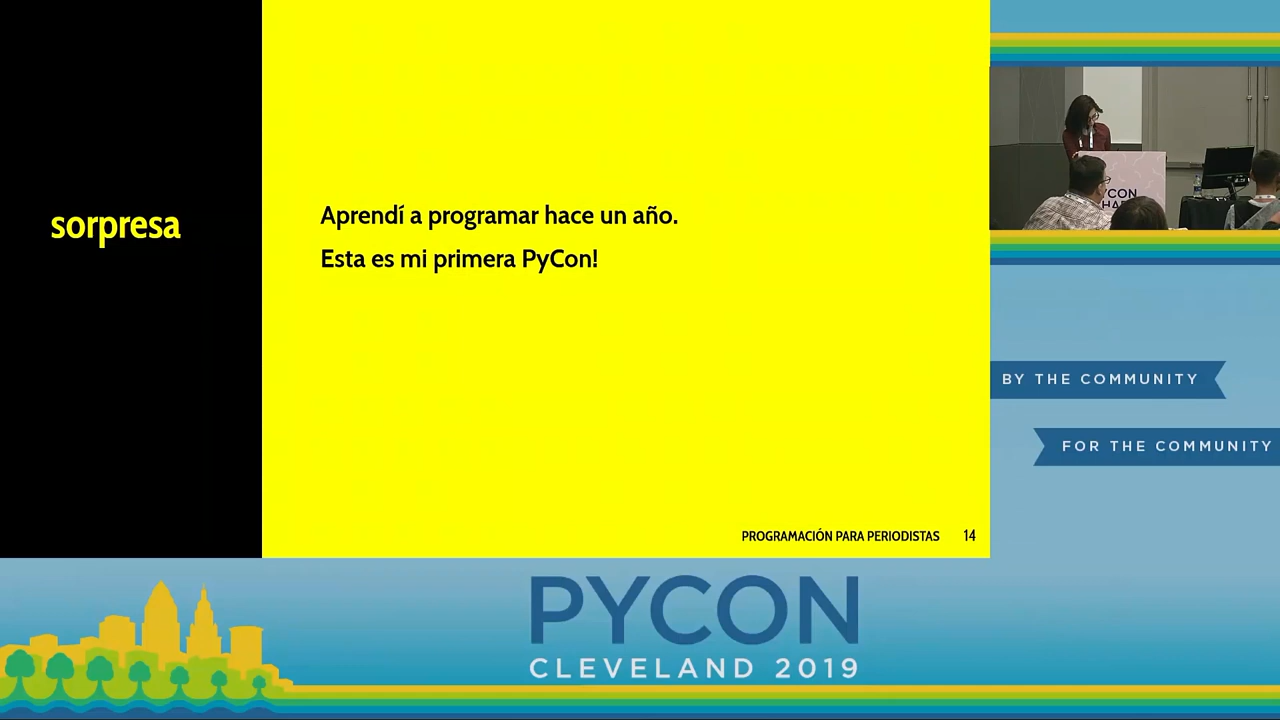 sorpresa
Aprendí a programar hace un año.
Esta es mi primera PyCon!
PROGRAMACIÓN PARA PERIODISTAS 14
BY THE COMMUNITY
FOR THE COMMUNITY
PYCON
CLEVELAND 2019